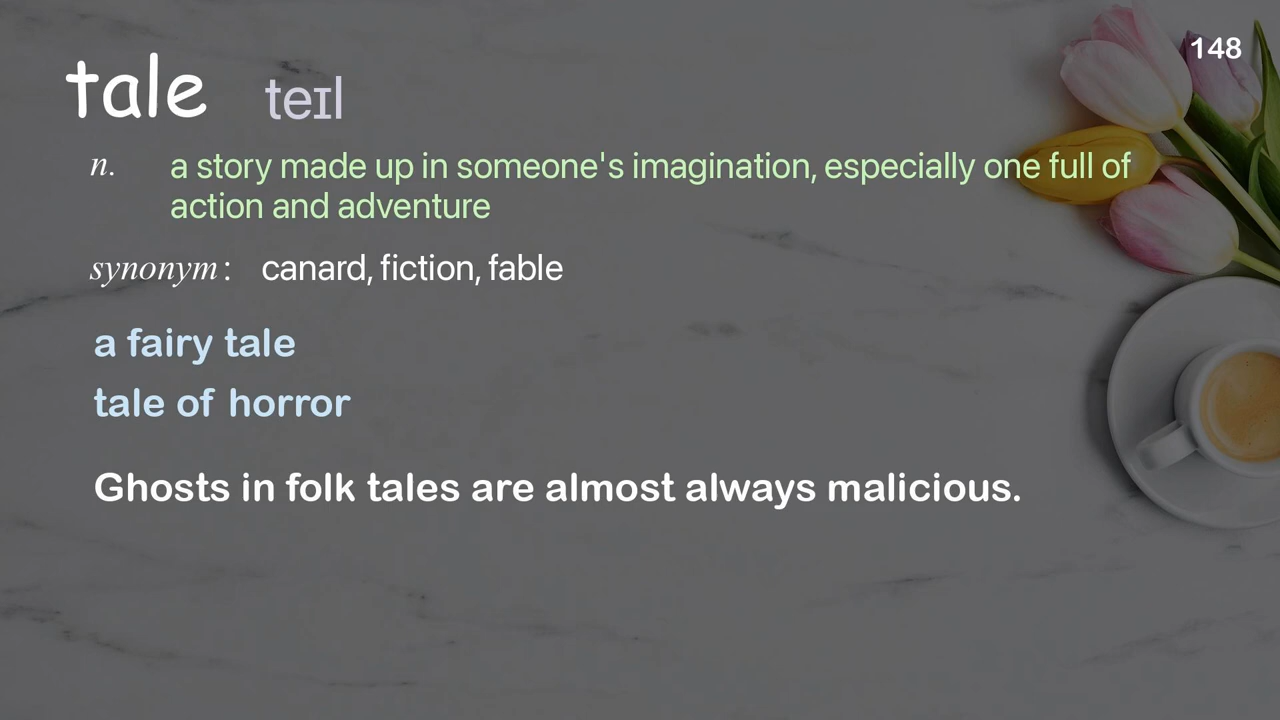 148
tale teɪl
n. a story made up in someone's imagination, especially one full of
action and adventure
synonym: canard, fiction, fable
a fairy tale
tale of horror
Ghosts in folk tales are almost always malicious.